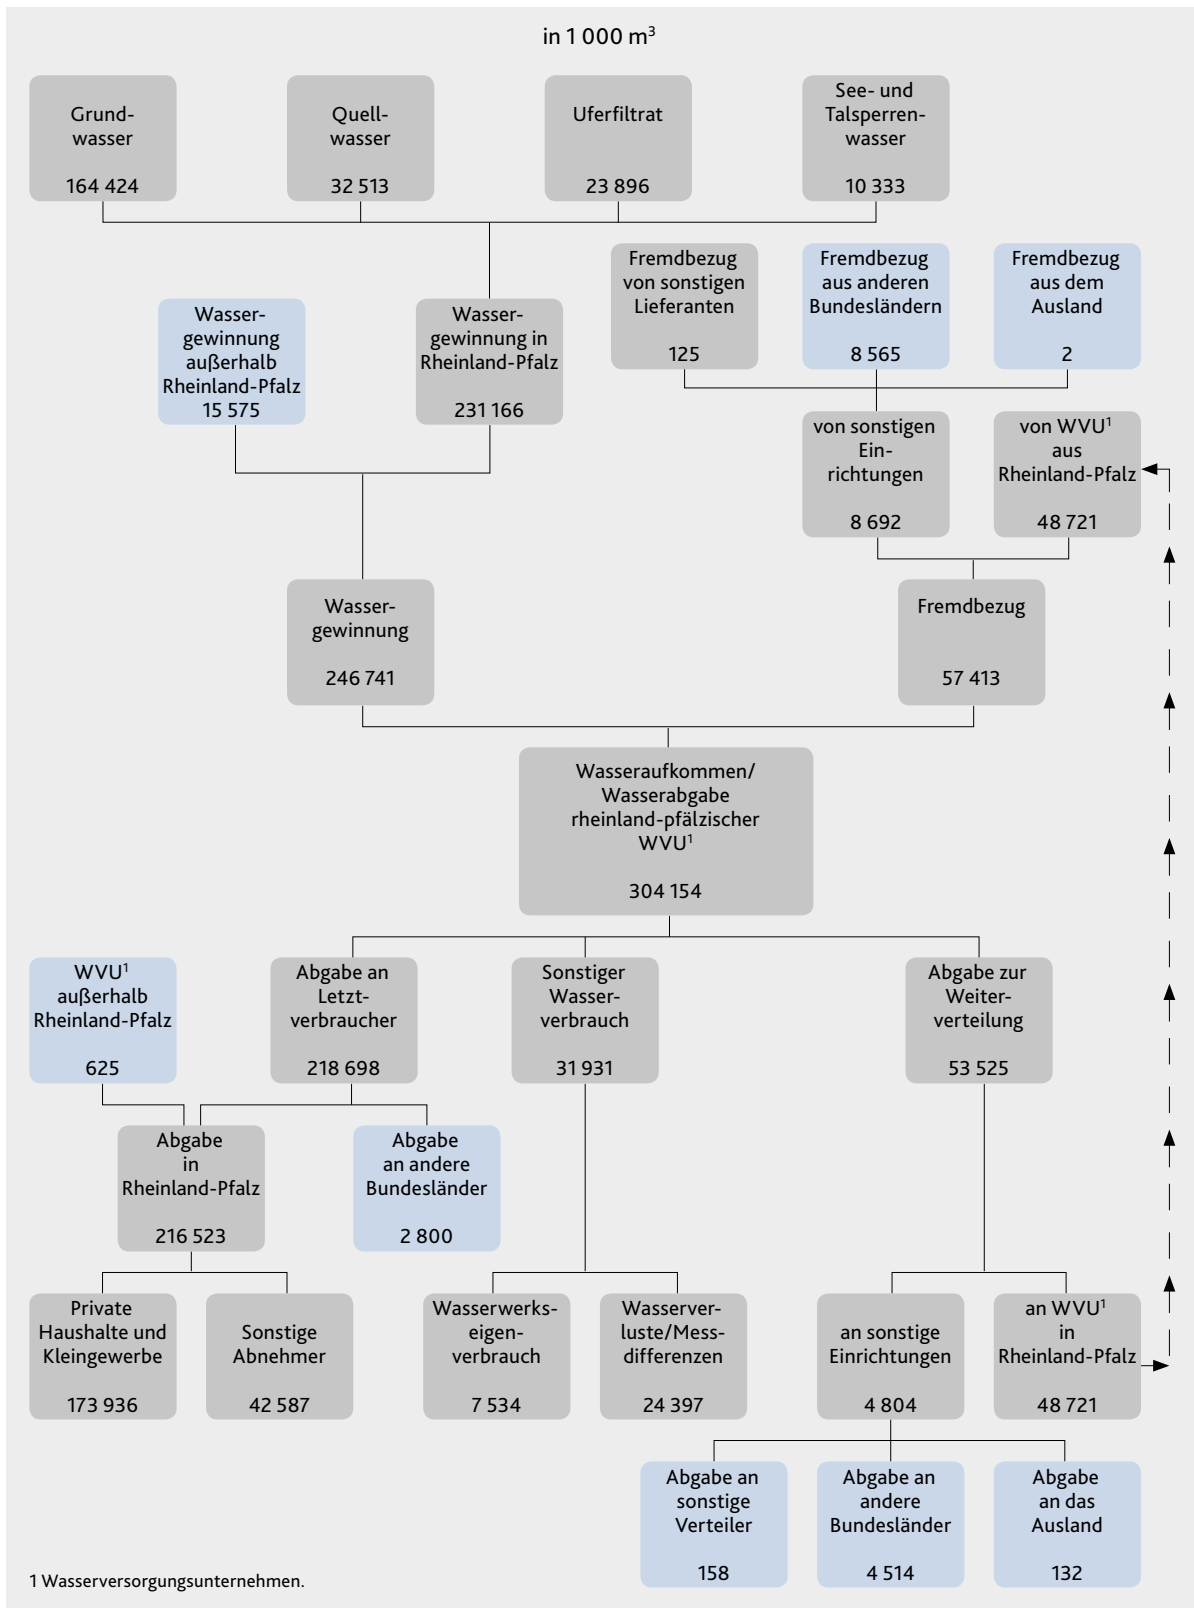 in 1 000 m³
Grund-
wasser
164 424
Quell-
wasser
32 513
Uferfiltrat
23 896
See- und
Talsperren-
wasser
10 333
Fremdbezug
von sonstigen
Lieferanten
125
Fremdbezug
aus anderen
Bundesländern
8 565
Fremdbezug
aus dem
Ausland
2
Wasser-
gewinnung
außerhalb
Rheinland-Pfalz
15 575
Wasser-
gewinnung in
Rheinland-Pfalz
231 166
von sonstigen
Ein-
richtungen
8 692
von WVU¹
aus
Rheinland-Pfalz
48 721
Wasser-
gewinnung
246 741
Fremdbezug
57 413
Wasseraufkommen/
Wasserabgabe
rheinland-pfälzischer
WVU¹
304 154
WVU¹
außerhalb
Rheinland-Pfalz
625
Abgabe an
Letzt-
verbraucher
218 698
Sonstiger
Wasser-
verbrauch
31 931
Abgabe zur
Weiter-
verteilung
53 525
Abgabe
in
Rheinland-Pfalz
216 523
Abgabe
an andere
Bundesländer
2 800
Private
Haushalte und
Kleingewerbe
173 936
Sonstige
Abnehmer
42 587
Wasserwerks-
eigen-
verbrauch
7 534
Wasserver-
luste/Mess-
differenzen
24 397
an sonstige
Einrichtungen
4 804
an WVU¹
in
Rheinland-Pfalz
48 721
Abgabe an
sonstige
Verteiler
158
Abgabe an
andere
Bundesländer
4 514
Abgabe
an das
Ausland
132
1 Wasserversorgungsunternehmen.